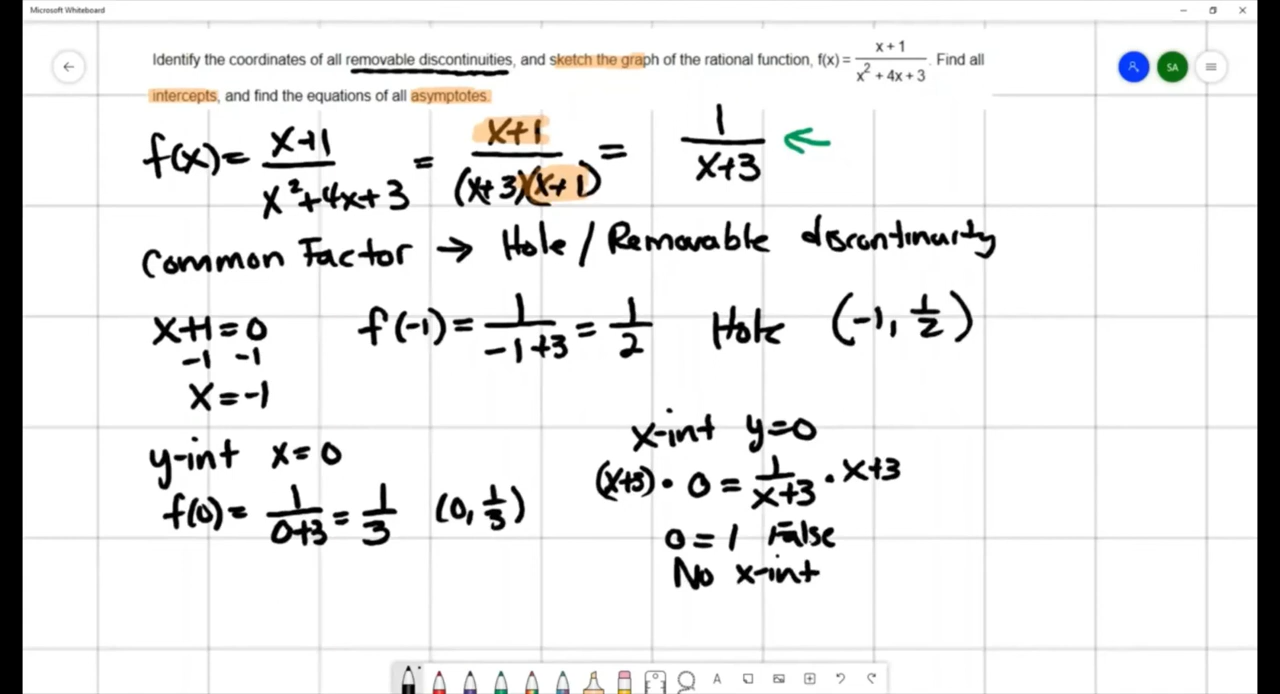 Microsoft Whiteboard
Identify the coordinates of all removable discontinuities, and sketch the graph of the rational function, f(x) = (x + 1)/(x² + 4x + 3). Find all
intercepts, and find the equations of all asymptotes.
SA
f(x) = (x+1)/(x²+4x+3) = (x+1)/((x+3)(x+1)) = 1/(x+3) ←
Common Factor → Hole / Removable discontinuity
x+1=0
-1 -1
x=-1
f(-1) = 1/(-1+3) = 1/2
Hole (-1, 1/2)
y-int x=0
f(0) = 1/(0+3) = 1/3 (0, 1/3)
x-int y=0
(x+3) · 0 = 1/(x+3) · x+3
0=1 False
No x-int
A